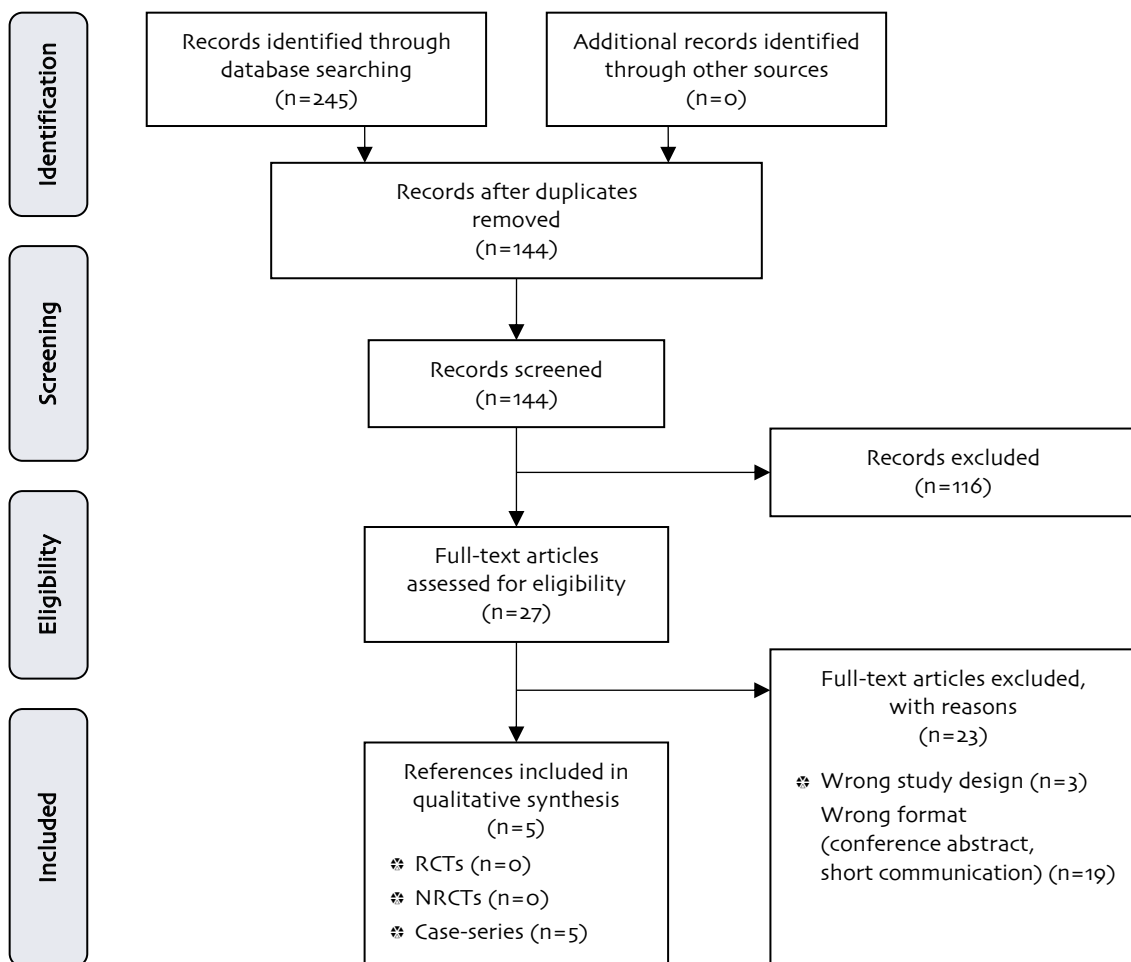 Identification
Records identified through
database searching
(n=245)
Additional records identified
through other sources
(n=0)
Records after duplicates
removed
(n=144)
Screening
Records screened
(n=144)
Records excluded
(n=116)
Eligibility
Full-text articles
assessed for eligibility
(n=27)
Full-text articles excluded,
with reasons
(n=23)
Wrong study design (n=3)
Wrong format
(conference abstract,
short communication) (n=19)
Included
References included in
qualitative synthesis
(n=5)
RCTs (n=0)
NRCTs (n=0)
Case-series (n=5)